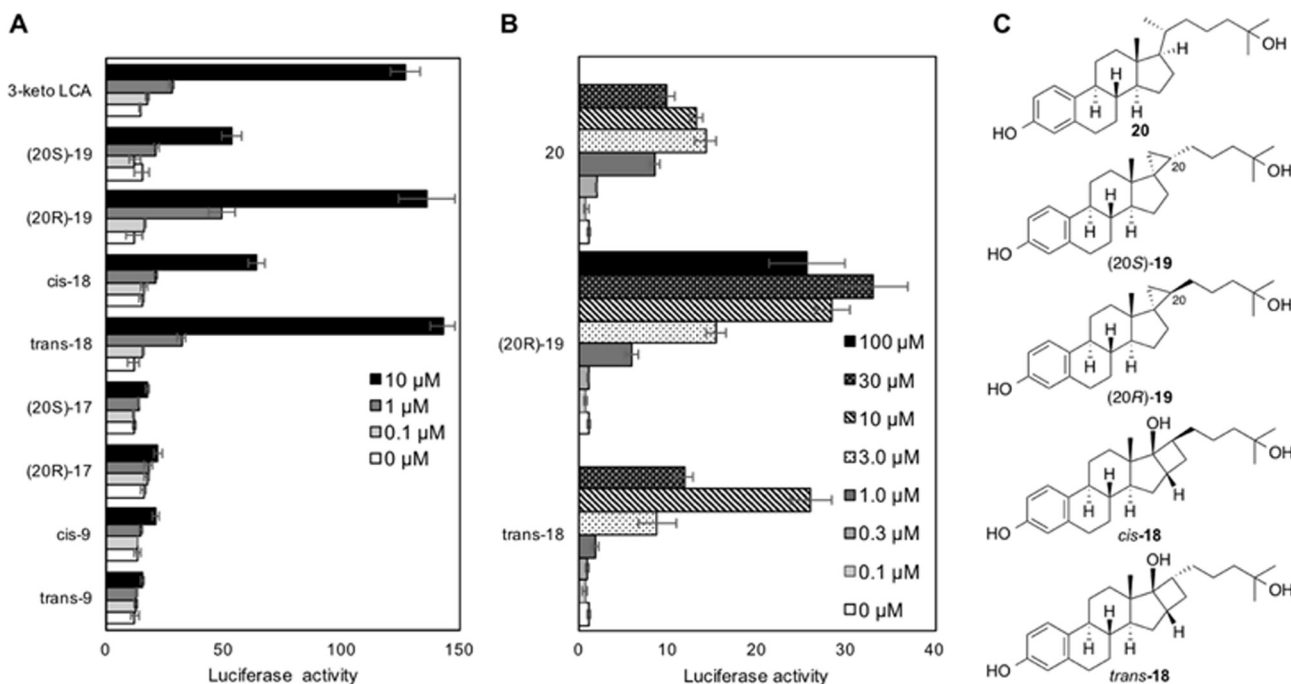 A
3-keto LCA
(20S)-19
(20R)-19
cis-18
trans-18
(20S)-17
(20R)-17
cis-9
trans-9
10 µM
1 µM
0.1 µM
0 µM
0
50
100
150
Luciferase activity
B
20
(20R)-19
trans-18
100 µM
30 µM
10 µM
3.0 µM
1.0 µM
0.3 µM
0.1 µM
0 µM
0
10
20
30
40
Luciferase activity
C
OH
H
H
H
H
HO
20
20
OH
H
H
H
HO
(20S)-19
20
OH
H
H
H
HO
(20R)-19
OH
OH
H
H
H
H
HO
cis-18
OH
OH
H
H
H
H
HO
trans-18